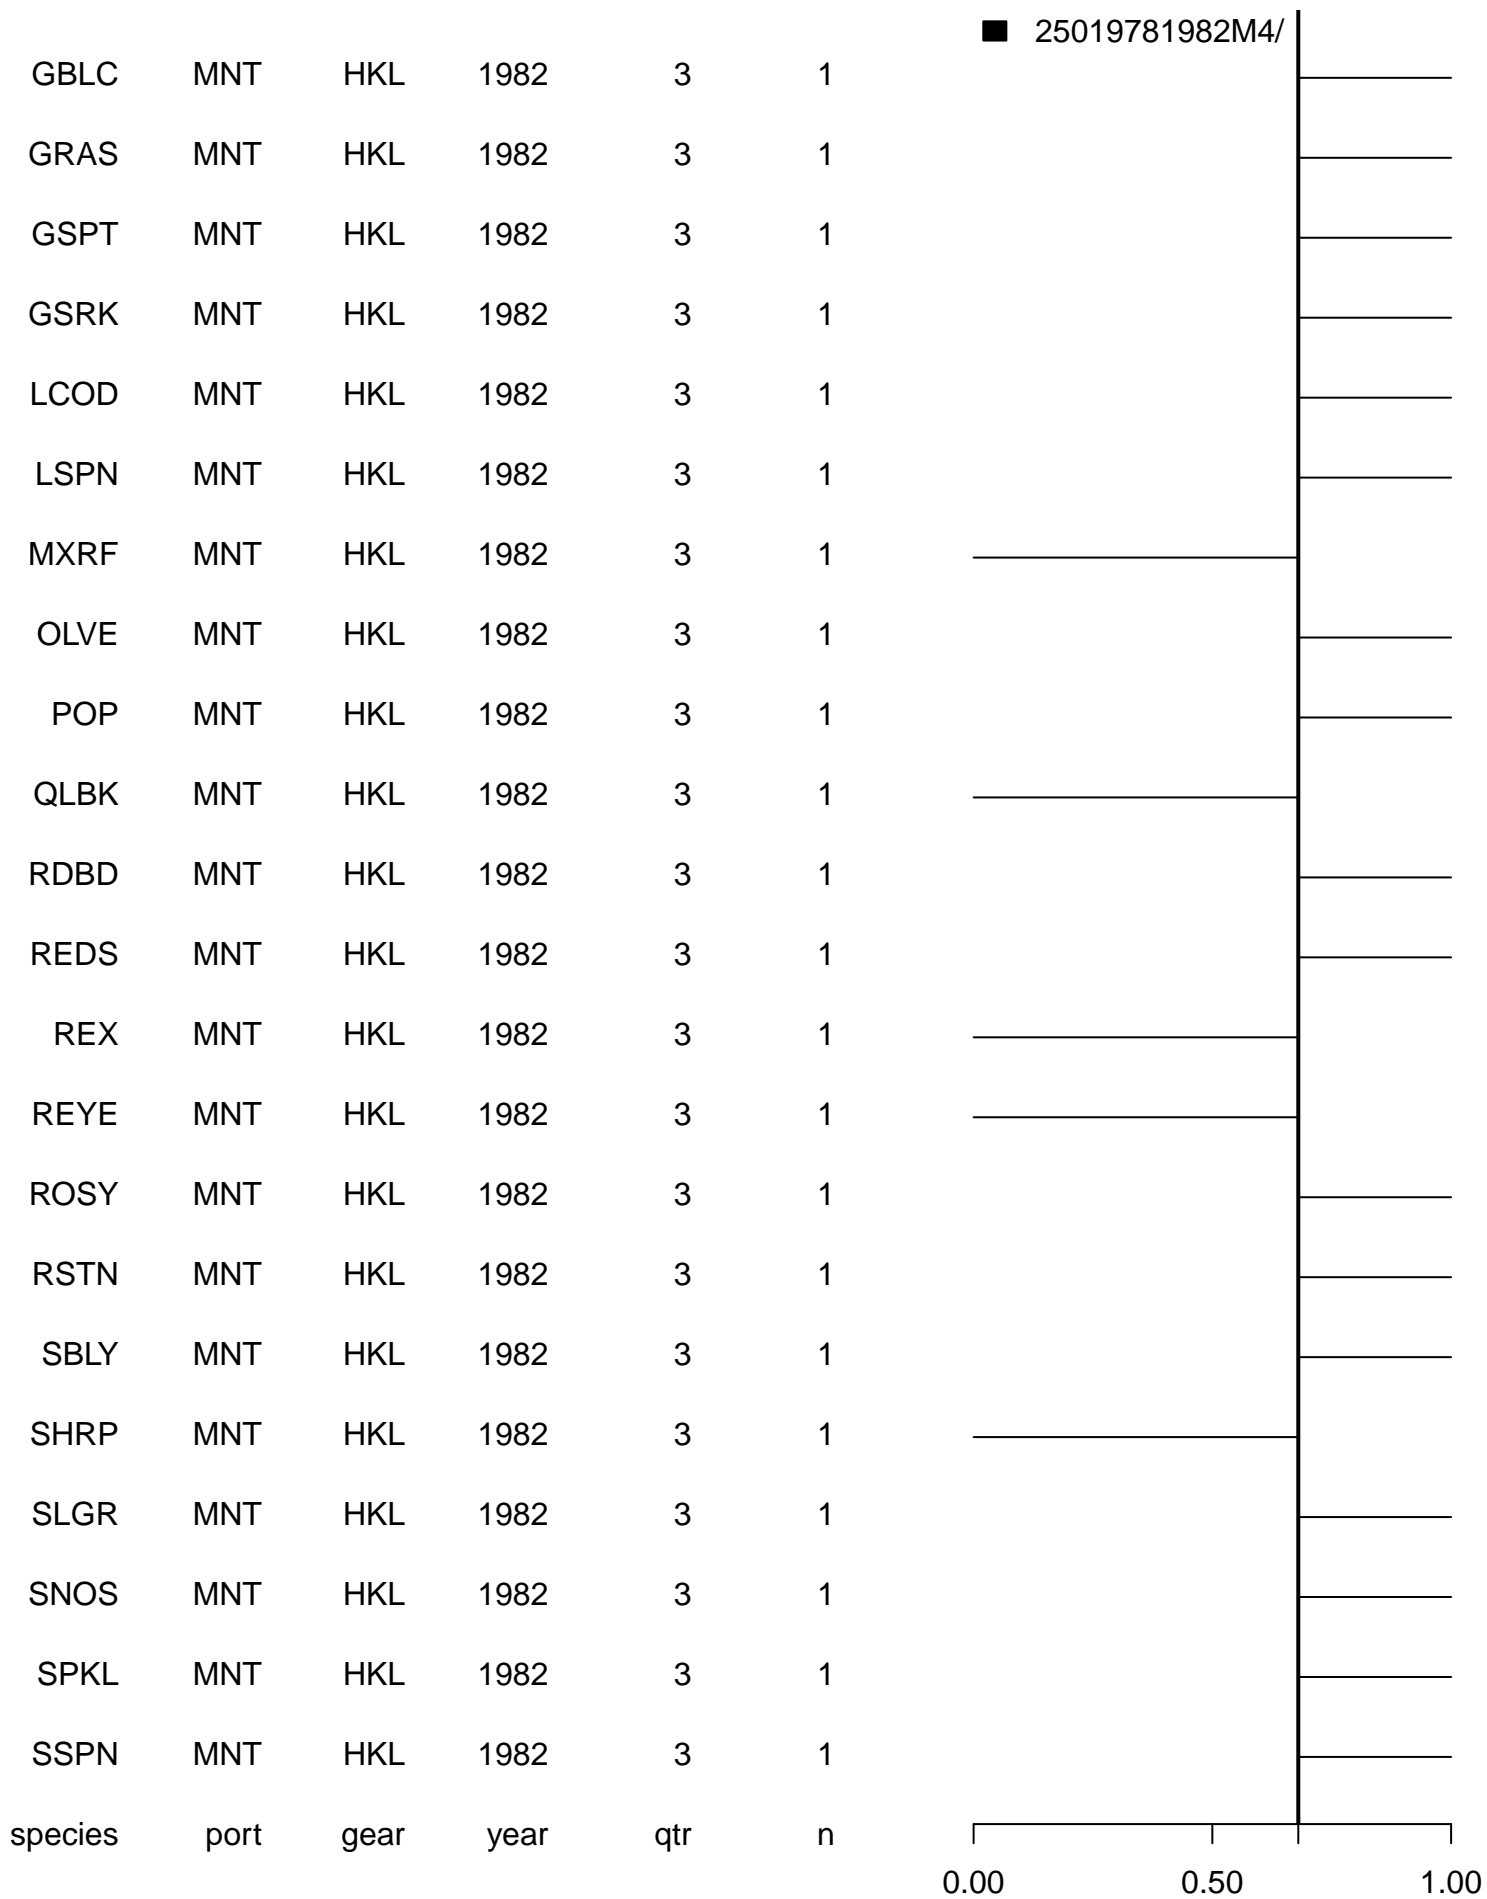 25019781982M4/
GBLC MNT HKL 1982 3 1
GRAS MNT HKL 1982 3 1
GSPT MNT HKL 1982 3 1
GSRK MNT HKL 1982 3 1
LCOD MNT HKL 1982 3 1
LSPN MNT HKL 1982 3 1
MXRF MNT HKL 1982 3 1
OLVE MNT HKL 1982 3 1
POP MNT HKL 1982 3 1
QLBK MNT HKL 1982 3 1
RDBD MNT HKL 1982 3 1
REDS MNT HKL 1982 3 1
REX MNT HKL 1982 3 1
REYE MNT HKL 1982 3 1
ROSY MNT HKL 1982 3 1
RSTN MNT HKL 1982 3 1
SBLY MNT HKL 1982 3 1
SHRP MNT HKL 1982 3 1
SLGR MNT HKL 1982 3 1
SNOS MNT HKL 1982 3 1
SPKL MNT HKL 1982 3 1
SSPN MNT HKL 1982 3 1
species port gear year qtr n
0.00 0.50 1.00